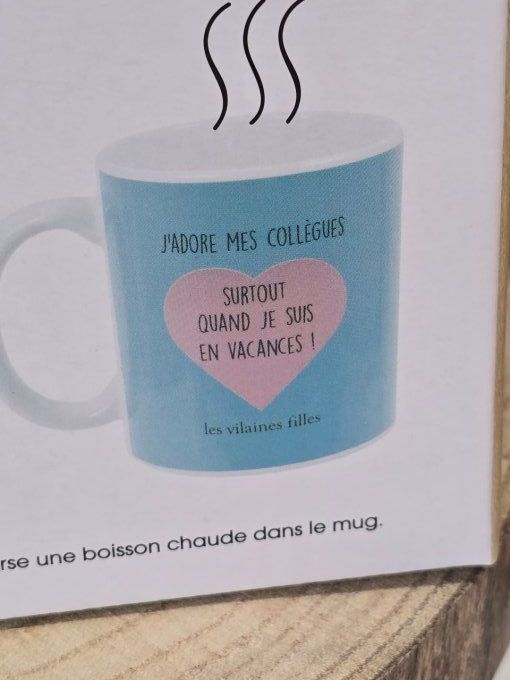 J'ADORE MES COLLÈGUES
SURTOUT
QUAND JE SUIS
EN VACANCES !
les vilaines filles
rse une boisson chaude dans le mug.